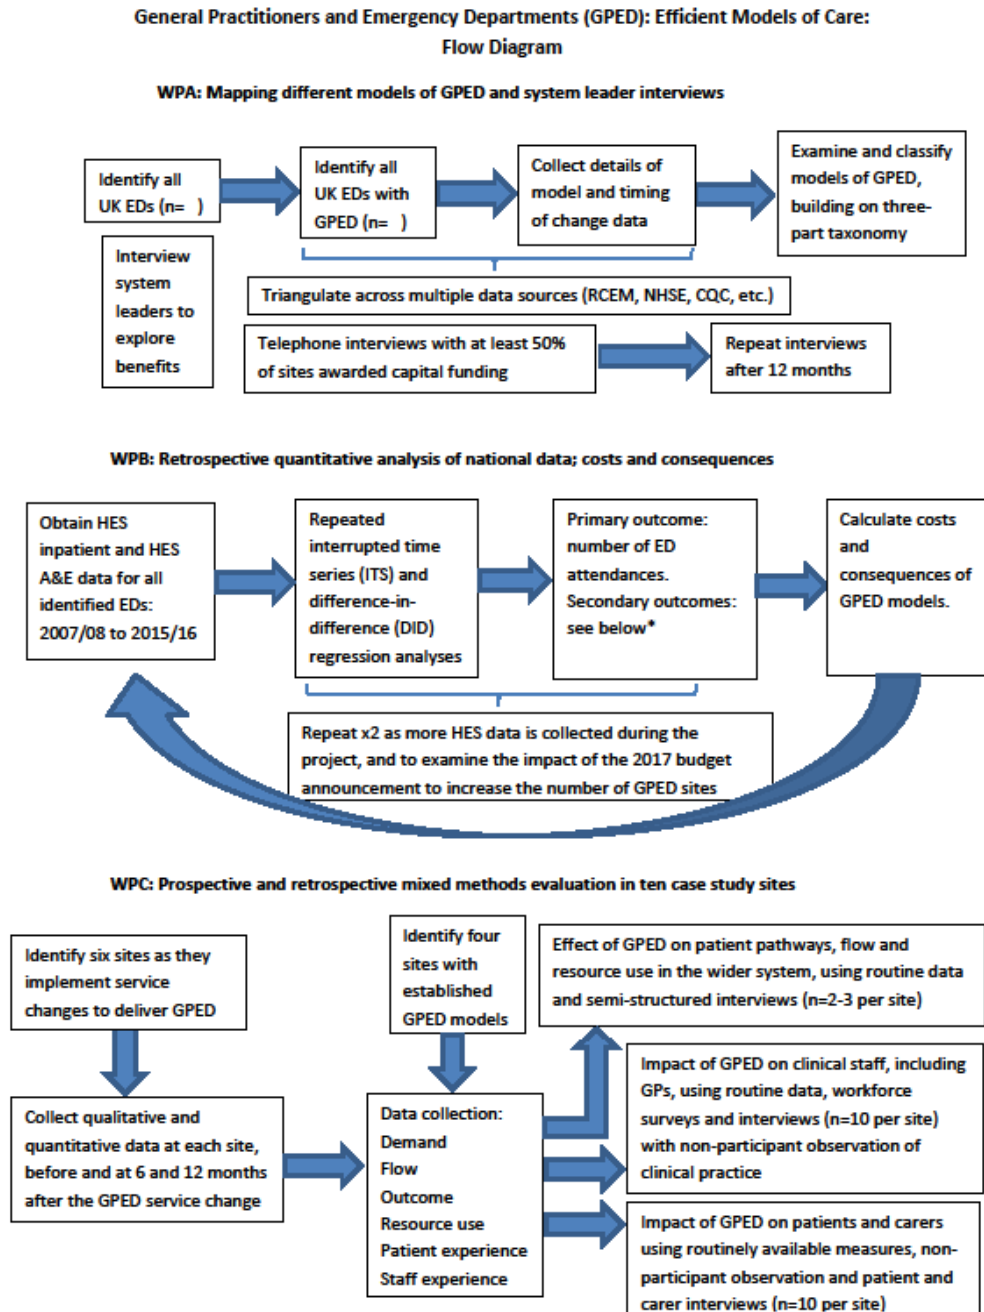 General Practitioners and Emergency Departments (GPED): Efficient Models of Care:
Flow Diagram
WPA: Mapping different models of GPED and system leader interviews
Identify all
UK EDs (n=   )
Identify all
UK EDs with
GPED (n=   )
Collect details of
model and timing
of change data
Examine and classify
models of GPED,
building on three-
part taxonomy
Interview
system
leaders to
explore
benefits
Triangulate across multiple data sources (RCEM, NHSE, CQC, etc.)
Telephone interviews with at least 50%
of sites awarded capital funding
Repeat interviews
after 12 months
WPB: Retrospective quantitative analysis of national data; costs and consequences
Obtain HES
inpatient and HES
A&E data for all
identified EDs:
2007/08 to 2015/16
Repeated
interrupted time
series (ITS) and
difference-in-
difference (DID)
regression analyses
Primary outcome:
number of ED
attendances.
Secondary outcomes:
see below*
Calculate costs
and
consequences of
GPED models.
Repeat x2 as more HES data is collected during the
project, and to examine the impact of the 2017 budget
announcement to increase the number of GPED sites
WPC: Prospective and retrospective mixed methods evaluation in ten case study sites
Identify six sites as they
implement service
changes to deliver GPED
Identify four
sites with
established
GPED models
Effect of GPED on patient pathways, flow and
resource use in the wider system, using routine data
and semi-structured interviews (n=2-3 per site)
Collect qualitative and
quantitative data at each site,
before and at 6 and 12 months
after the GPED service change
Data collection:
Demand
Flow
Outcome
Resource use
Patient experience
Staff experience
Impact of GPED on clinical staff, including
GPs, using routine data, workforce
surveys and interviews (n=10 per site)
with non-participant observation of
clinical practice
Impact of GPED on patients and carers
using routinely available measures, non-
participant observation and patient and
carer interviews (n=10 per site)